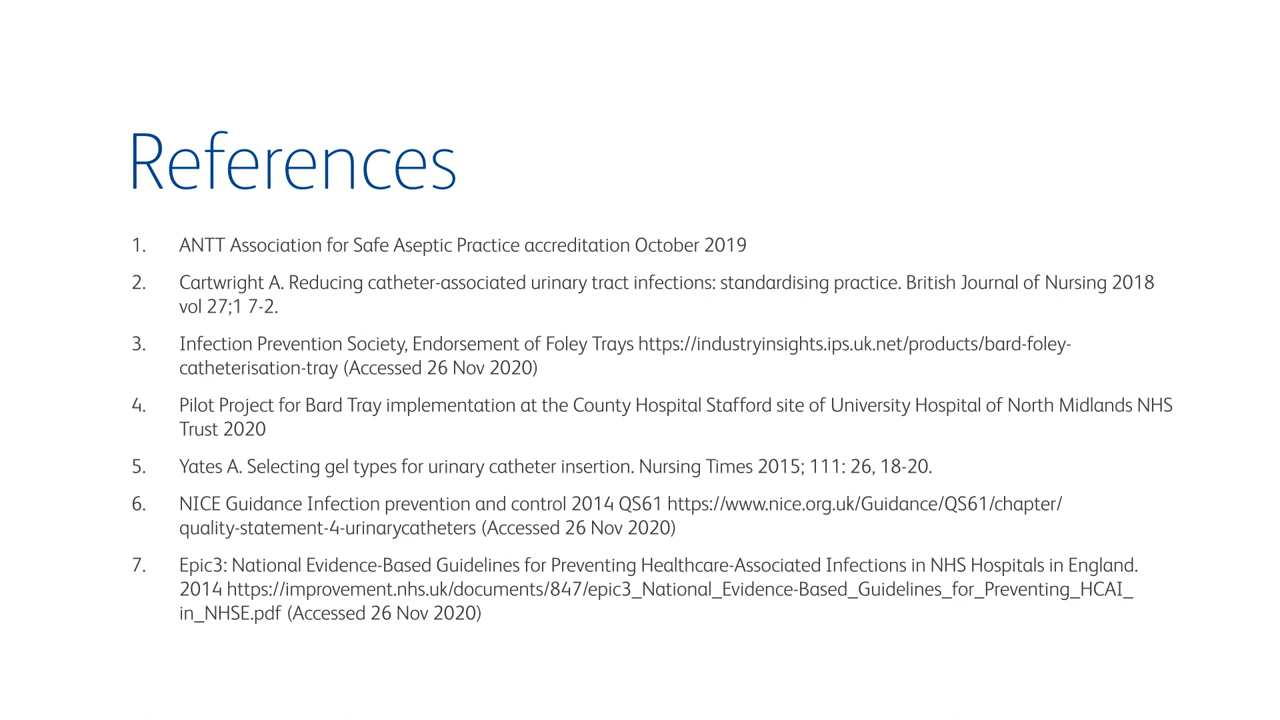 References
1. ANTT Association for Safe Aseptic Practice accreditation October 2019
2. Cartwright A. Reducing catheter-associated urinary tract infections: standardising practice. British Journal of Nursing 2018
vol 27;1 7-2.
3. Infection Prevention Society, Endorsement of Foley Trays https://industryinsights.ips.uk.net/products/bard-foley-
catheterisation-tray (Accessed 26 Nov 2020)
4. Pilot Project for Bard Tray implementation at the County Hospital Stafford site of University Hospital of North Midlands NHS
Trust 2020
5. Yates A. Selecting gel types for urinary catheter insertion. Nursing Times 2015; 111: 26, 18-20.
6. NICE Guidance Infection prevention and control 2014 QS61 https://www.nice.org.uk/Guidance/QS61/chapter/
quality-statement-4-urinarycatheters (Accessed 26 Nov 2020)
7. Epic3: National Evidence-Based Guidelines for Preventing Healthcare-Associated Infections in NHS Hospitals in England.
2014 https://improvement.nhs.uk/documents/847/epic3_National_Evidence-Based_Guidelines_for_Preventing_HCAI_
in_NHSE.pdf (Accessed 26 Nov 2020)